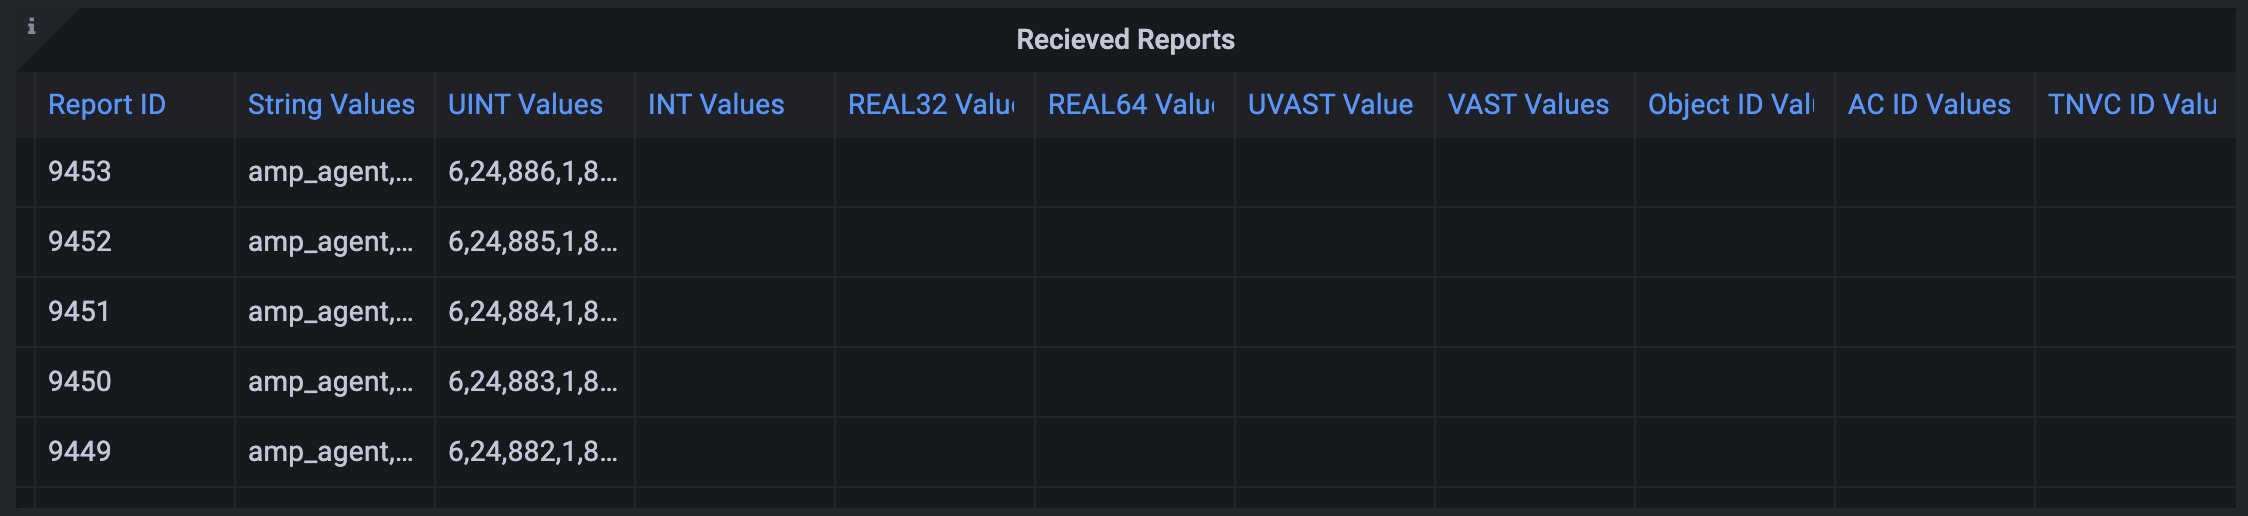 Recieved Reports
Report ID String Values UINT Values INT Values REAL32 Valu REAL64 Valu UVAST Value VAST Values Object ID Val AC ID Values TNVC ID Valu
9453 amp_agent,... 6,24,886,1,8...
9452 amp_agent,... 6,24,885,1,8...
9451 amp_agent,... 6,24,884,1,8...
9450 amp_agent,... 6,24,883,1,8...
9449 amp_agent,... 6,24,882,1,8...